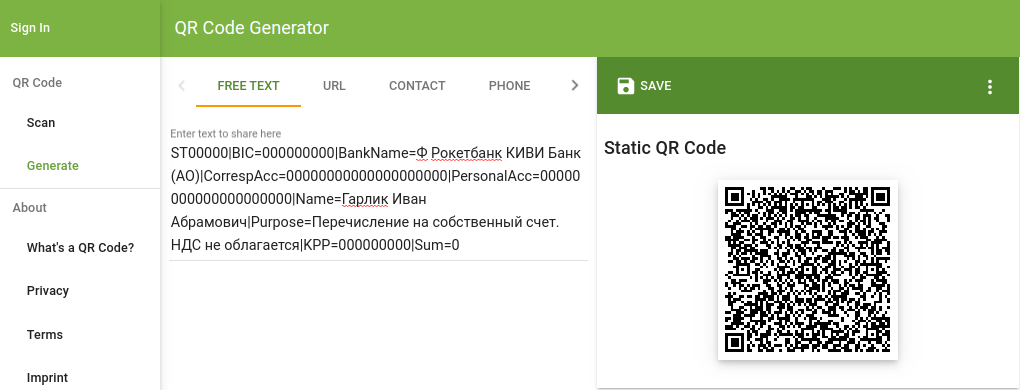 Sign In
QR Code Generator
QR Code
Scan
Generate
About
What's a QR Code?
Privacy
Terms
Imprint
FREE TEXT
URL
CONTACT
PHONE
Enter text to share here
ST00000|BIC=000000000|BankName=Ф Рокетбанк КИВИ Банк
(АО)|CorrespAcc=00000000000000000000|PersonalAcc=00000
000000000000000|Name=Гарлик Иван
Абрамович|Purpose=Перечисление на собственный счет.
НДС не облагается|KPP=000000000|Sum=0
SAVE
Static QR Code